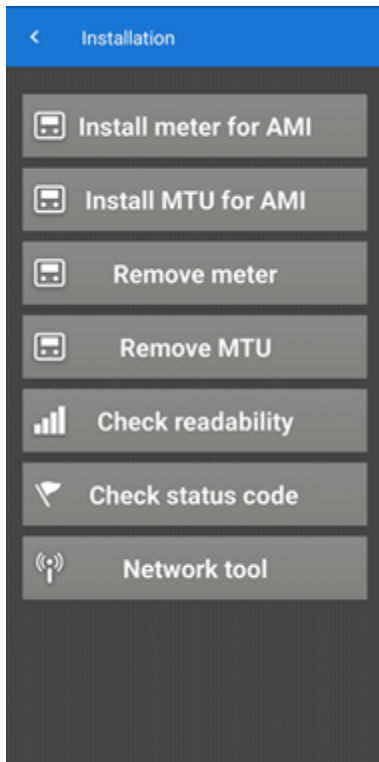 Installation
Install meter for AMI
Install MTU for AMI
Remove meter
Remove MTU
Check readability
Check status code
Network tool